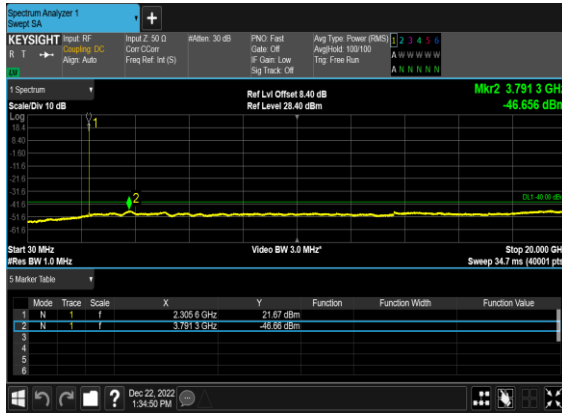 Spectrum Analyzer 1
Swept SA
KEYSIGHT
R T
Input: RF
Coupling: DC
Align: Auto
Input Z: 50 Ω
Corr CCorr
Freq Ref: Int (S)
#Atten: 30 dB
PNO: Fast
Gate: Off
IF Gain: Low
Sig Track: Off
Avg Type: Power (RMS)
Avg|Hold: 100/100
Trig: Free Run
1 2 3 4 5 6
A W W W W W
A N N N N N
1 Spectrum
Scale/Div 10 dB
Ref Lvl Offset 8.40 dB
Ref Level 28.40 dBm
Mkr2 3.791 3 GHz
-46.656 dBm
Log
18.4
8.40
-1.60
-11.6
-21.6
-31.6
-41.6
-51.6
-61.6
1
2
DL1 -40.00 dB
Start 30 MHz
#Res BW 1.0 MHz
Video BW 3.0 MHz*
Stop 20.000 GH
Sweep 34.7 ms (40001 pts
5 Marker Table
Mode Trace Scale X Y Function Function Width Function Value
1 N 1 f 2.305 6 GHz 21.67 dBm
2 N 1 f 3.791 3 GHz -46.66 dBm
3
4
5
6
Dec 22, 2022
1:34:50 PM